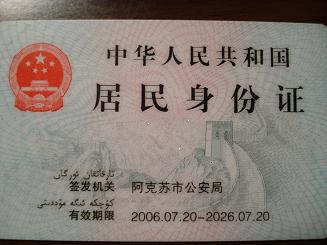 中华人民共和国
居民身份证
تارقاتقان ئورگان
签发机关 阿克苏市公安局
كۈچكە ئىگە مۇددىتى
有效期限 2006.07.20-2026.07.20